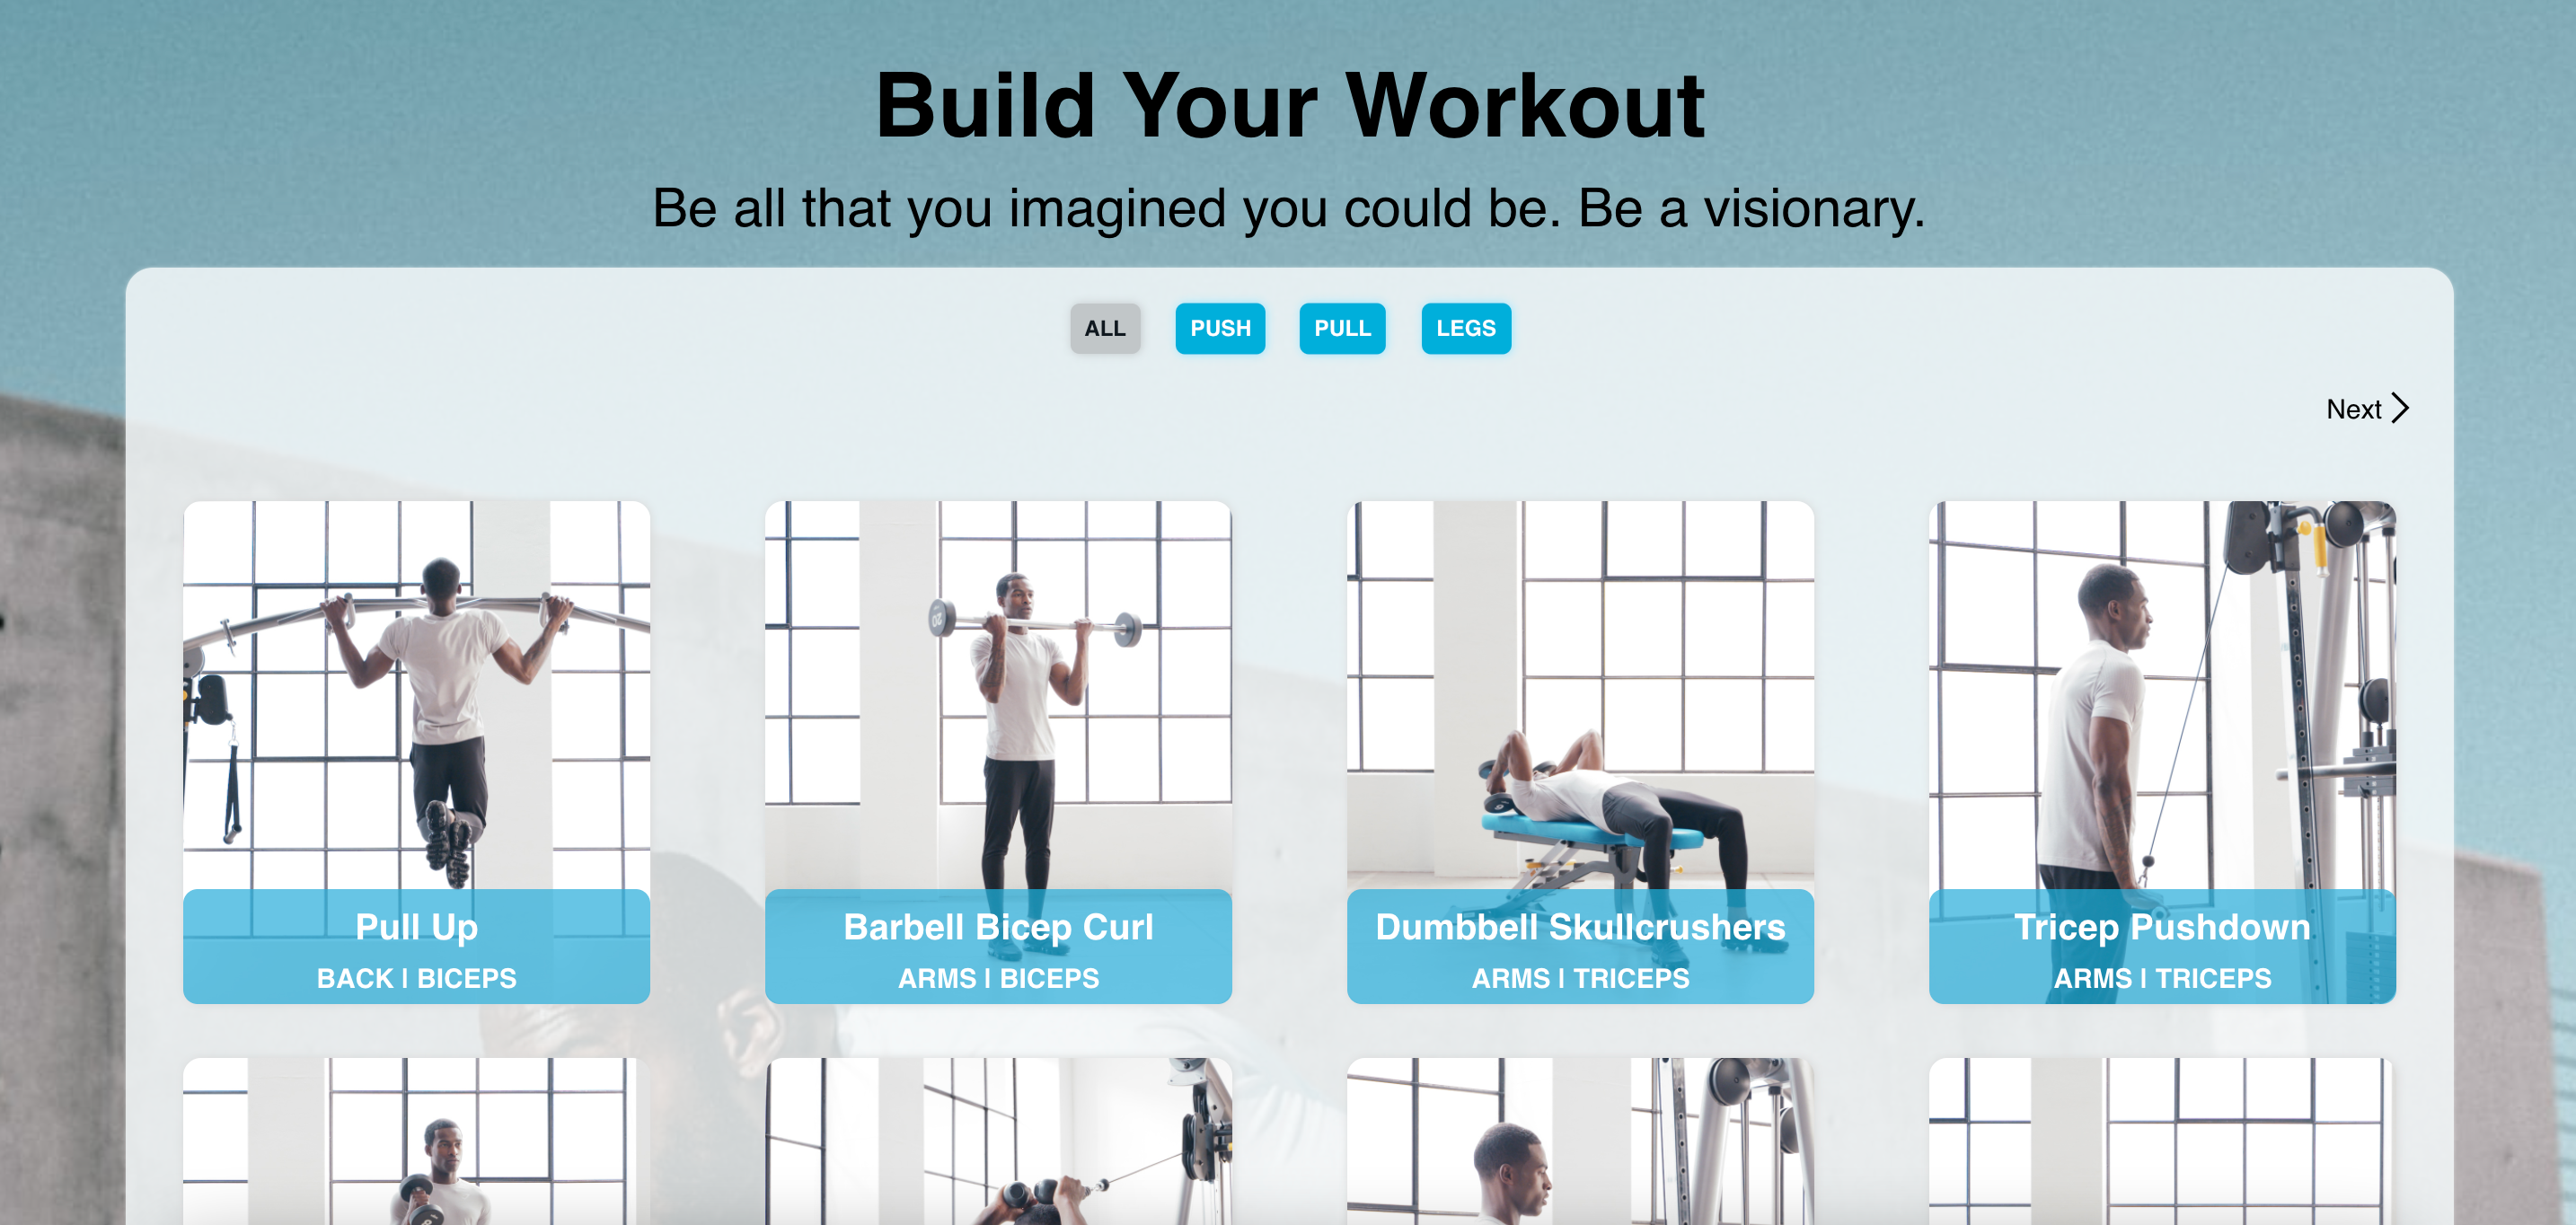 Build Your Workout
Be all that you imagined you could be. Be a visionary.
ALL PUSH PULL LEGS
Next
Pull Up
BACK | BICEPS
Barbell Bicep Curl
ARMS | BICEPS
Dumbbell Skullcrushers
ARMS | TRICEPS
Tricep Pushdown
ARMS | TRICEPS